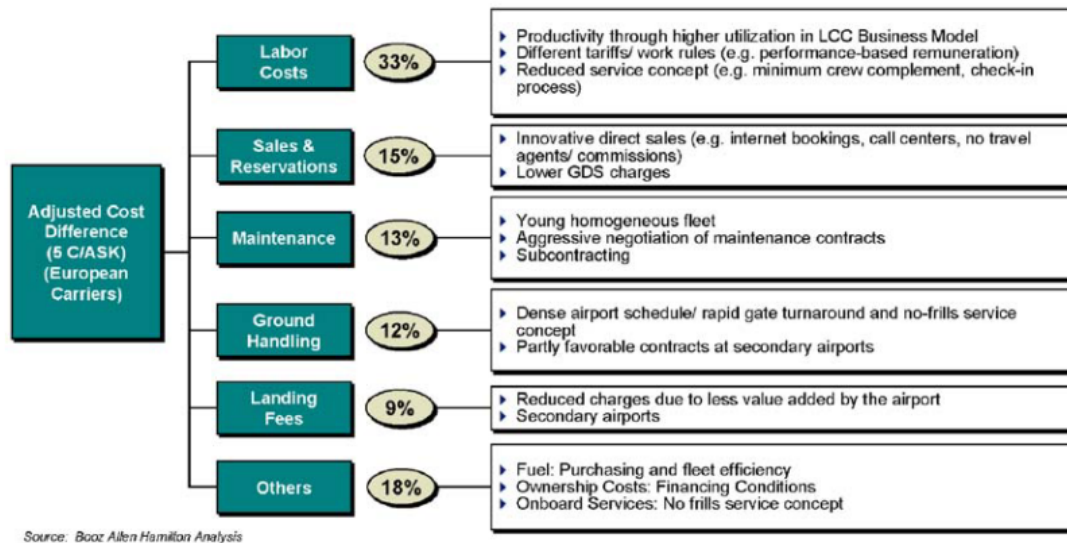 Adjusted Cost
Difference
(5 C/ASK)
(European
Carriers)
Labor
Costs
33%
Productivity through higher utilization in LCC Business Model
Different tariffs/ work rules (e.g. performance-based remuneration)
Reduced service concept (e.g. minimum crew complement, check-in
process)
Sales &
Reservations
15%
Innovative direct sales (e.g. internet bookings, call centers, no travel
agents/ commissions)
Lower GDS charges
Maintenance
13%
Young homogeneous fleet
Aggressive negotiation of maintenance contracts
Subcontracting
Ground
Handling
12%
Dense airport schedule/ rapid gate turnaround and no-frills service
concept
Partly favorable contracts at secondary airports
Landing
Fees
9%
Reduced charges due to less value added by the airport
Secondary airports
Others
18%
Fuel: Purchasing and fleet efficiency
Ownership Costs: Financing Conditions
Onboard Services: No frills service concept
Source: Booz Allen Hamilton Analysis